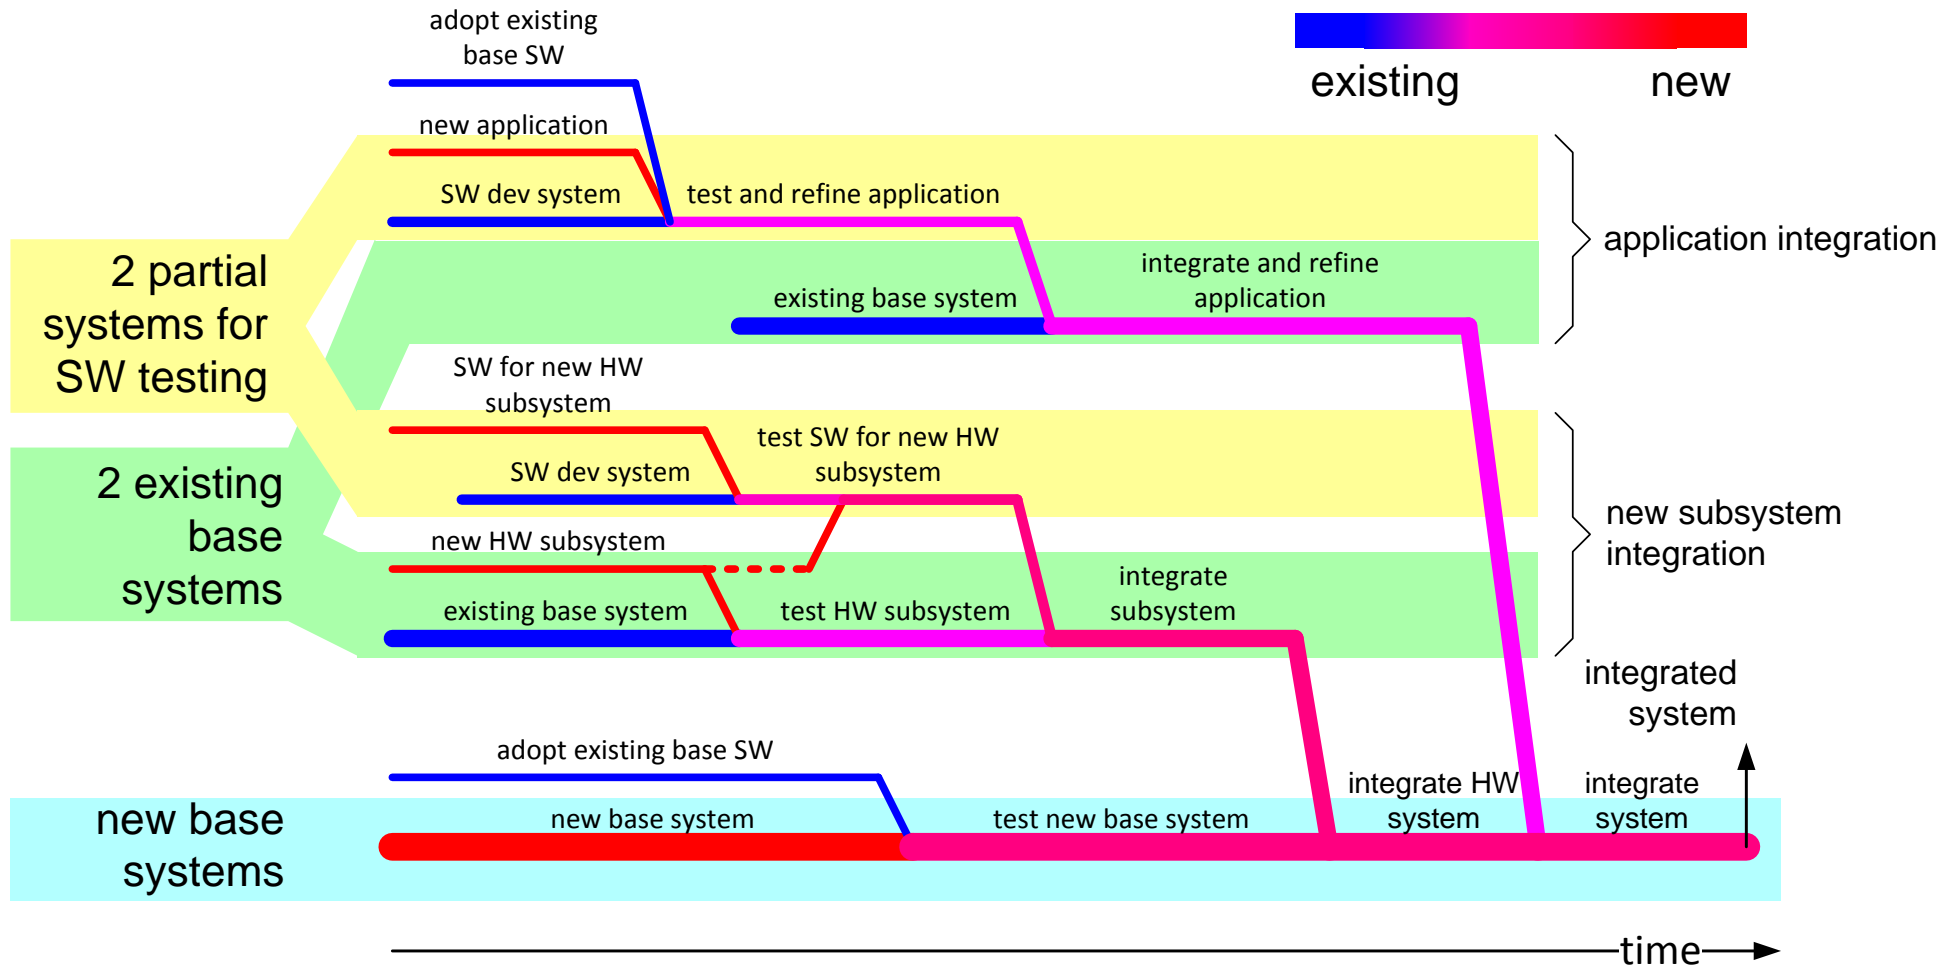 adopt existing
base SW
existing
new
new application
SW dev system
test and refine application
application integration
2 partial
systems for
SW testing
integrate and refine
application
existing base system
SW for new HW
subsystem
test SW for new HW
subsystem
SW dev system
2 existing
base
systems
new HW subsystem
new subsystem
integration
integrate
subsystem
existing base system
test HW subsystem
integrated
system
adopt existing base SW
integrate HW
system
integrate
system
new base
systems
new base system
test new base system
time